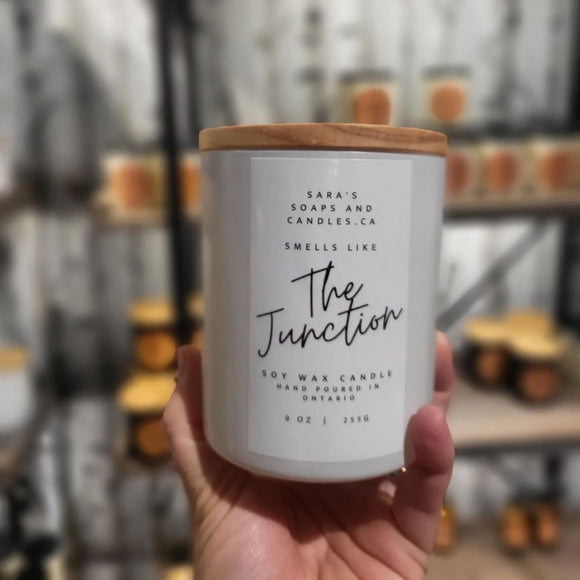 SARA'S
SOAPS AND
CANDLES.CA
SMELLS LIKE
The
Junction
SOY WAX CANDLE
HAND POURED IN
ONTARIO
9 OZ | 255G